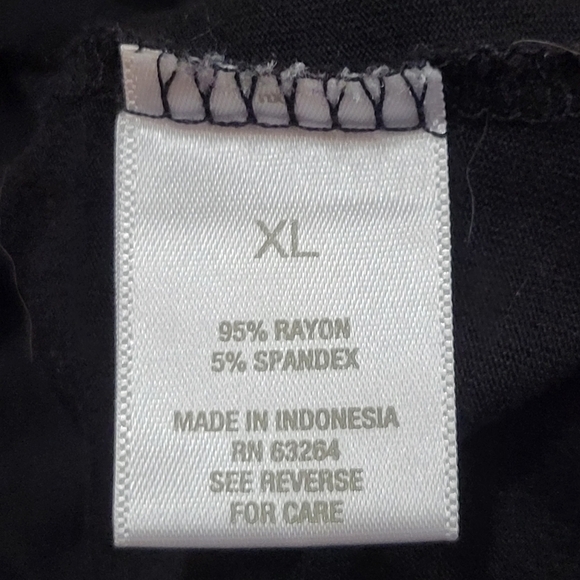 XL
95% RAYON
5% SPANDEX
MADE IN INDONESIA
RN 63264
SEE REVERSE
FOR CARE